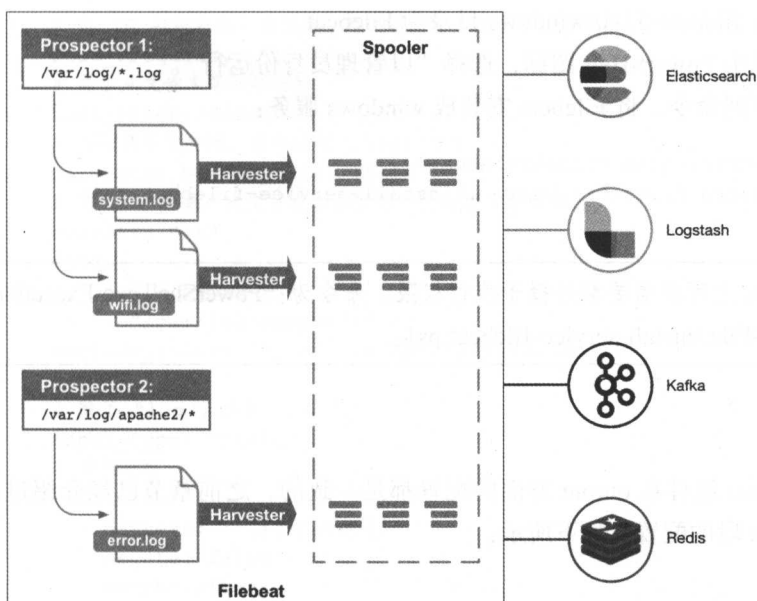 Prospector 1:
/var/log/*.log
system.log
Harvester
wifi.log
Harvester
Prospector 2:
/var/log/apache2/*
error.log
Harvester
Filebeat
Spooler
Elasticsearch
Logstash
Kafka
Redis